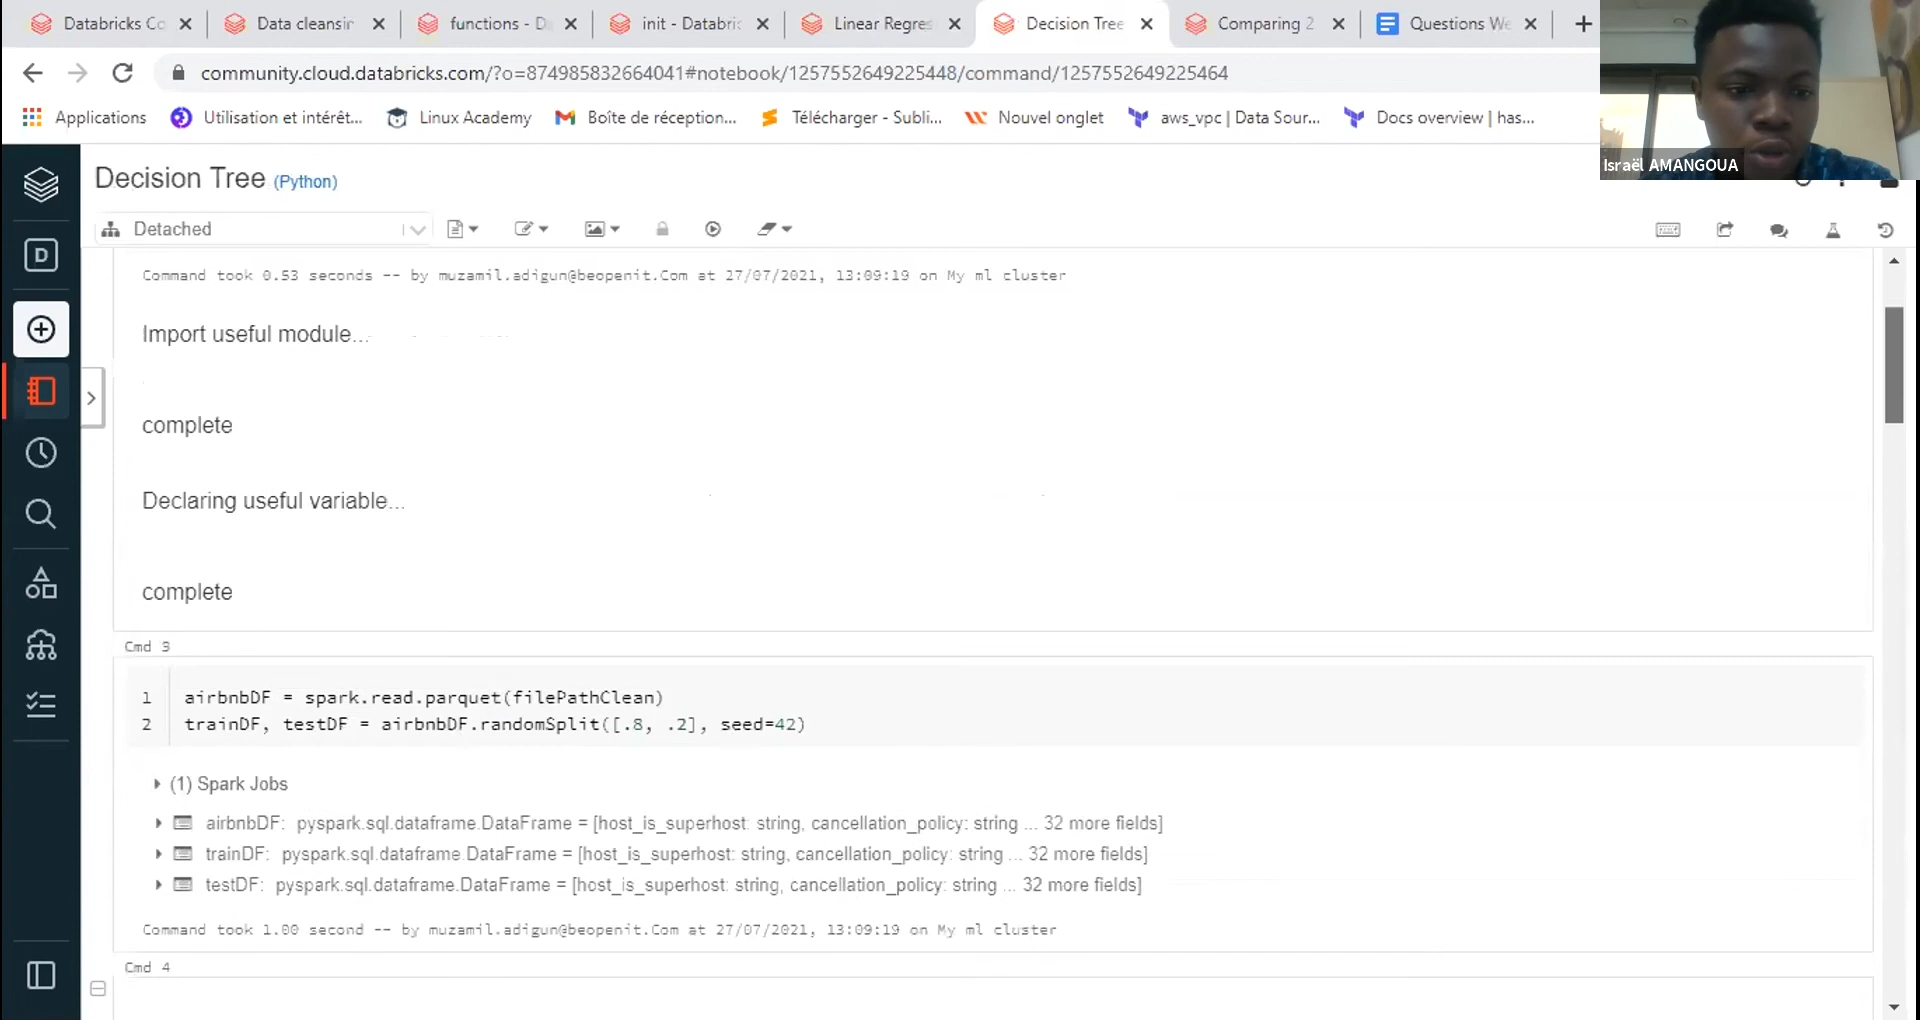 Databricks Co
Data cleansin
functions - D
init - Databric
Linear Regres
Decision Tree
Comparing 2
Questions We
community.cloud.databricks.com/?o=874985832664041#notebook/1257552649225448/command/1257552649225464
Applications
Utilisation et intérêt...
Linux Academy
Boîte de réception...
Télécharger - Subli...
Nouvel onglet
aws_vpc | Data Sour...
Docs overview | has...
Israël AMANGOUA
Decision Tree (Python)
Detached
Command took 0.53 seconds -- by muzamil.adigun@beopenit.Com at 27/07/2021, 13:09:19 on My ml cluster
Import useful module...
complete
Declaring useful variable...
complete
Cmd 3
1 airbnbDF = spark.read.parquet(filePathClean)
2 trainDF, testDF = airbnbDF.randomSplit([.8, .2], seed=42)
(1) Spark Jobs
airbnbDF: pyspark.sql.dataframe.DataFrame = [host_is_superhost: string, cancellation_policy: string ... 32 more fields]
trainDF: pyspark.sql.dataframe.DataFrame = [host_is_superhost: string, cancellation_policy: string ... 32 more fields]
testDF: pyspark.sql.dataframe.DataFrame = [host_is_superhost: string, cancellation_policy: string ... 32 more fields]
Command took 1.00 second -- by muzamil.adigun@beopenit.Com at 27/07/2021, 13:09:19 on My ml cluster
Cmd 4